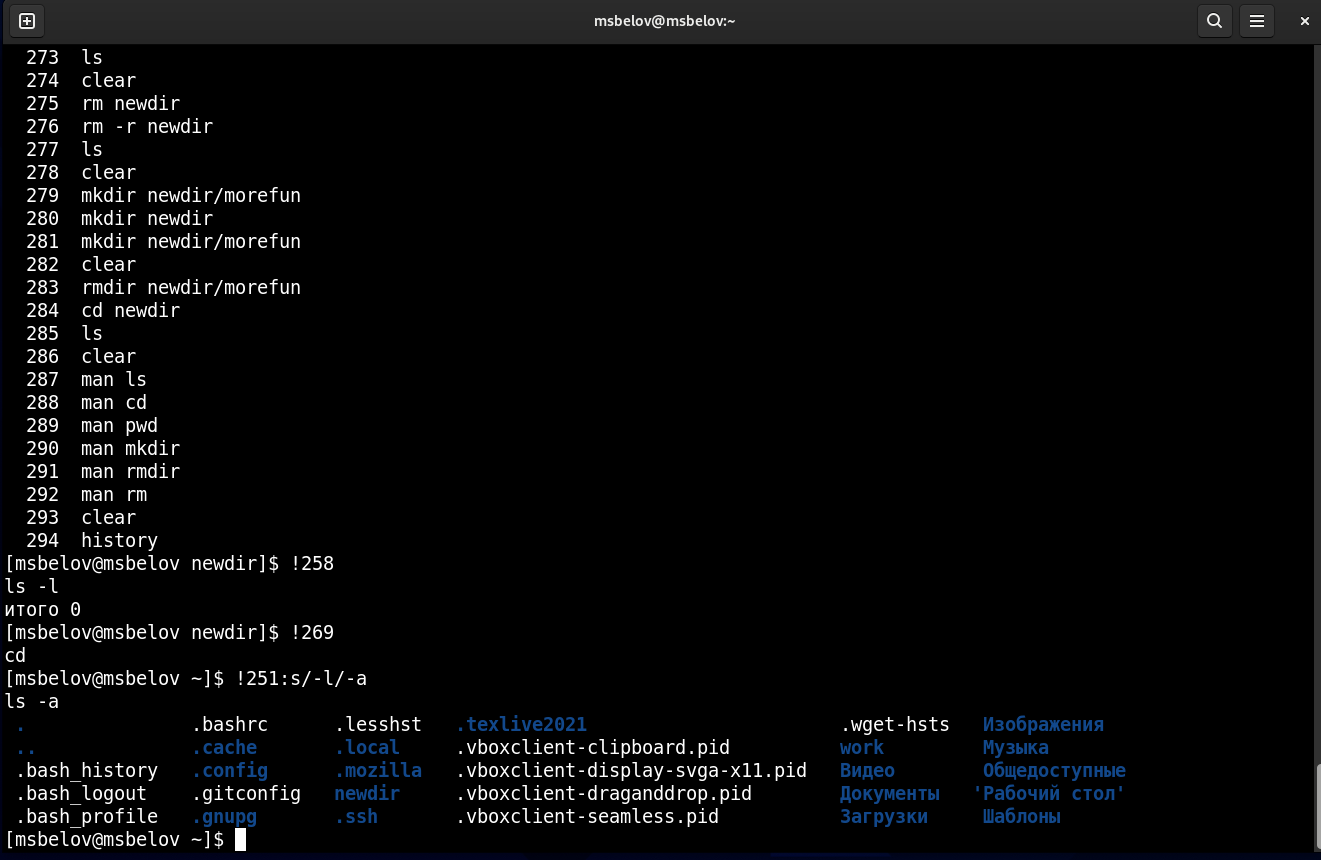 msbelov@msbelov:~
273 ls
274 clear
275 rm newdir
276 rm -r newdir
277 ls
278 clear
279 mkdir newdir/morefun
280 mkdir newdir
281 mkdir newdir/morefun
282 clear
283 rmdir newdir/morefun
284 cd newdir
285 ls
286 clear
287 man ls
288 man cd
289 man pwd
290 man mkdir
291 man rmdir
292 man rm
293 clear
294 history
[msbelov@msbelov newdir]$ !258
ls -l
итого 0
[msbelov@msbelov newdir]$ !269
cd
[msbelov@msbelov ~]$ !251:s/-l/-a
ls -a
. .bashrc .lesshst .texlive2021 .wget-hsts Изображения
.. .cache .local .vboxclient-clipboard.pid work Музыка
.bash_history .config .mozilla .vboxclient-display-svga-x11.pid Видео Общедоступные
.bash_logout .gitconfig newdir .vboxclient-draganddrop.pid Документы 'Рабочий стол'
.bash_profile .gnupg .ssh .vboxclient-seamless.pid Загрузки Шаблоны
[msbelov@msbelov ~]$